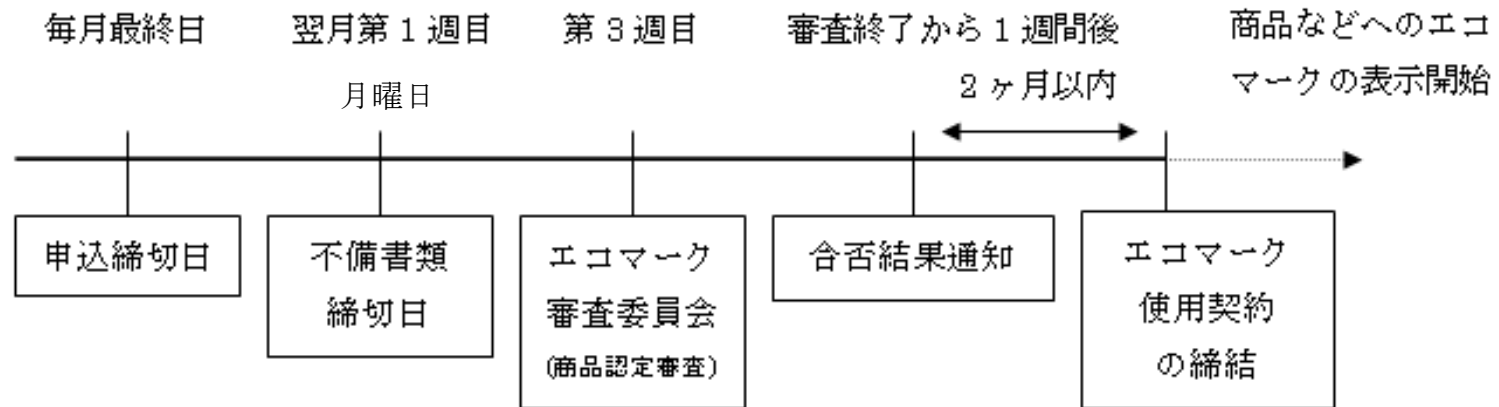 毎月最終日
翌月第１週目
月曜日
第３週目
審査終了から１週間後
２ヶ月以内
商品などへのエコ
マークの表示開始
申込締切日
不備書類
締切日
エコマーク
審査委員会
(商品認定審査)
合否結果通知
エコマーク
使用契約
の締結